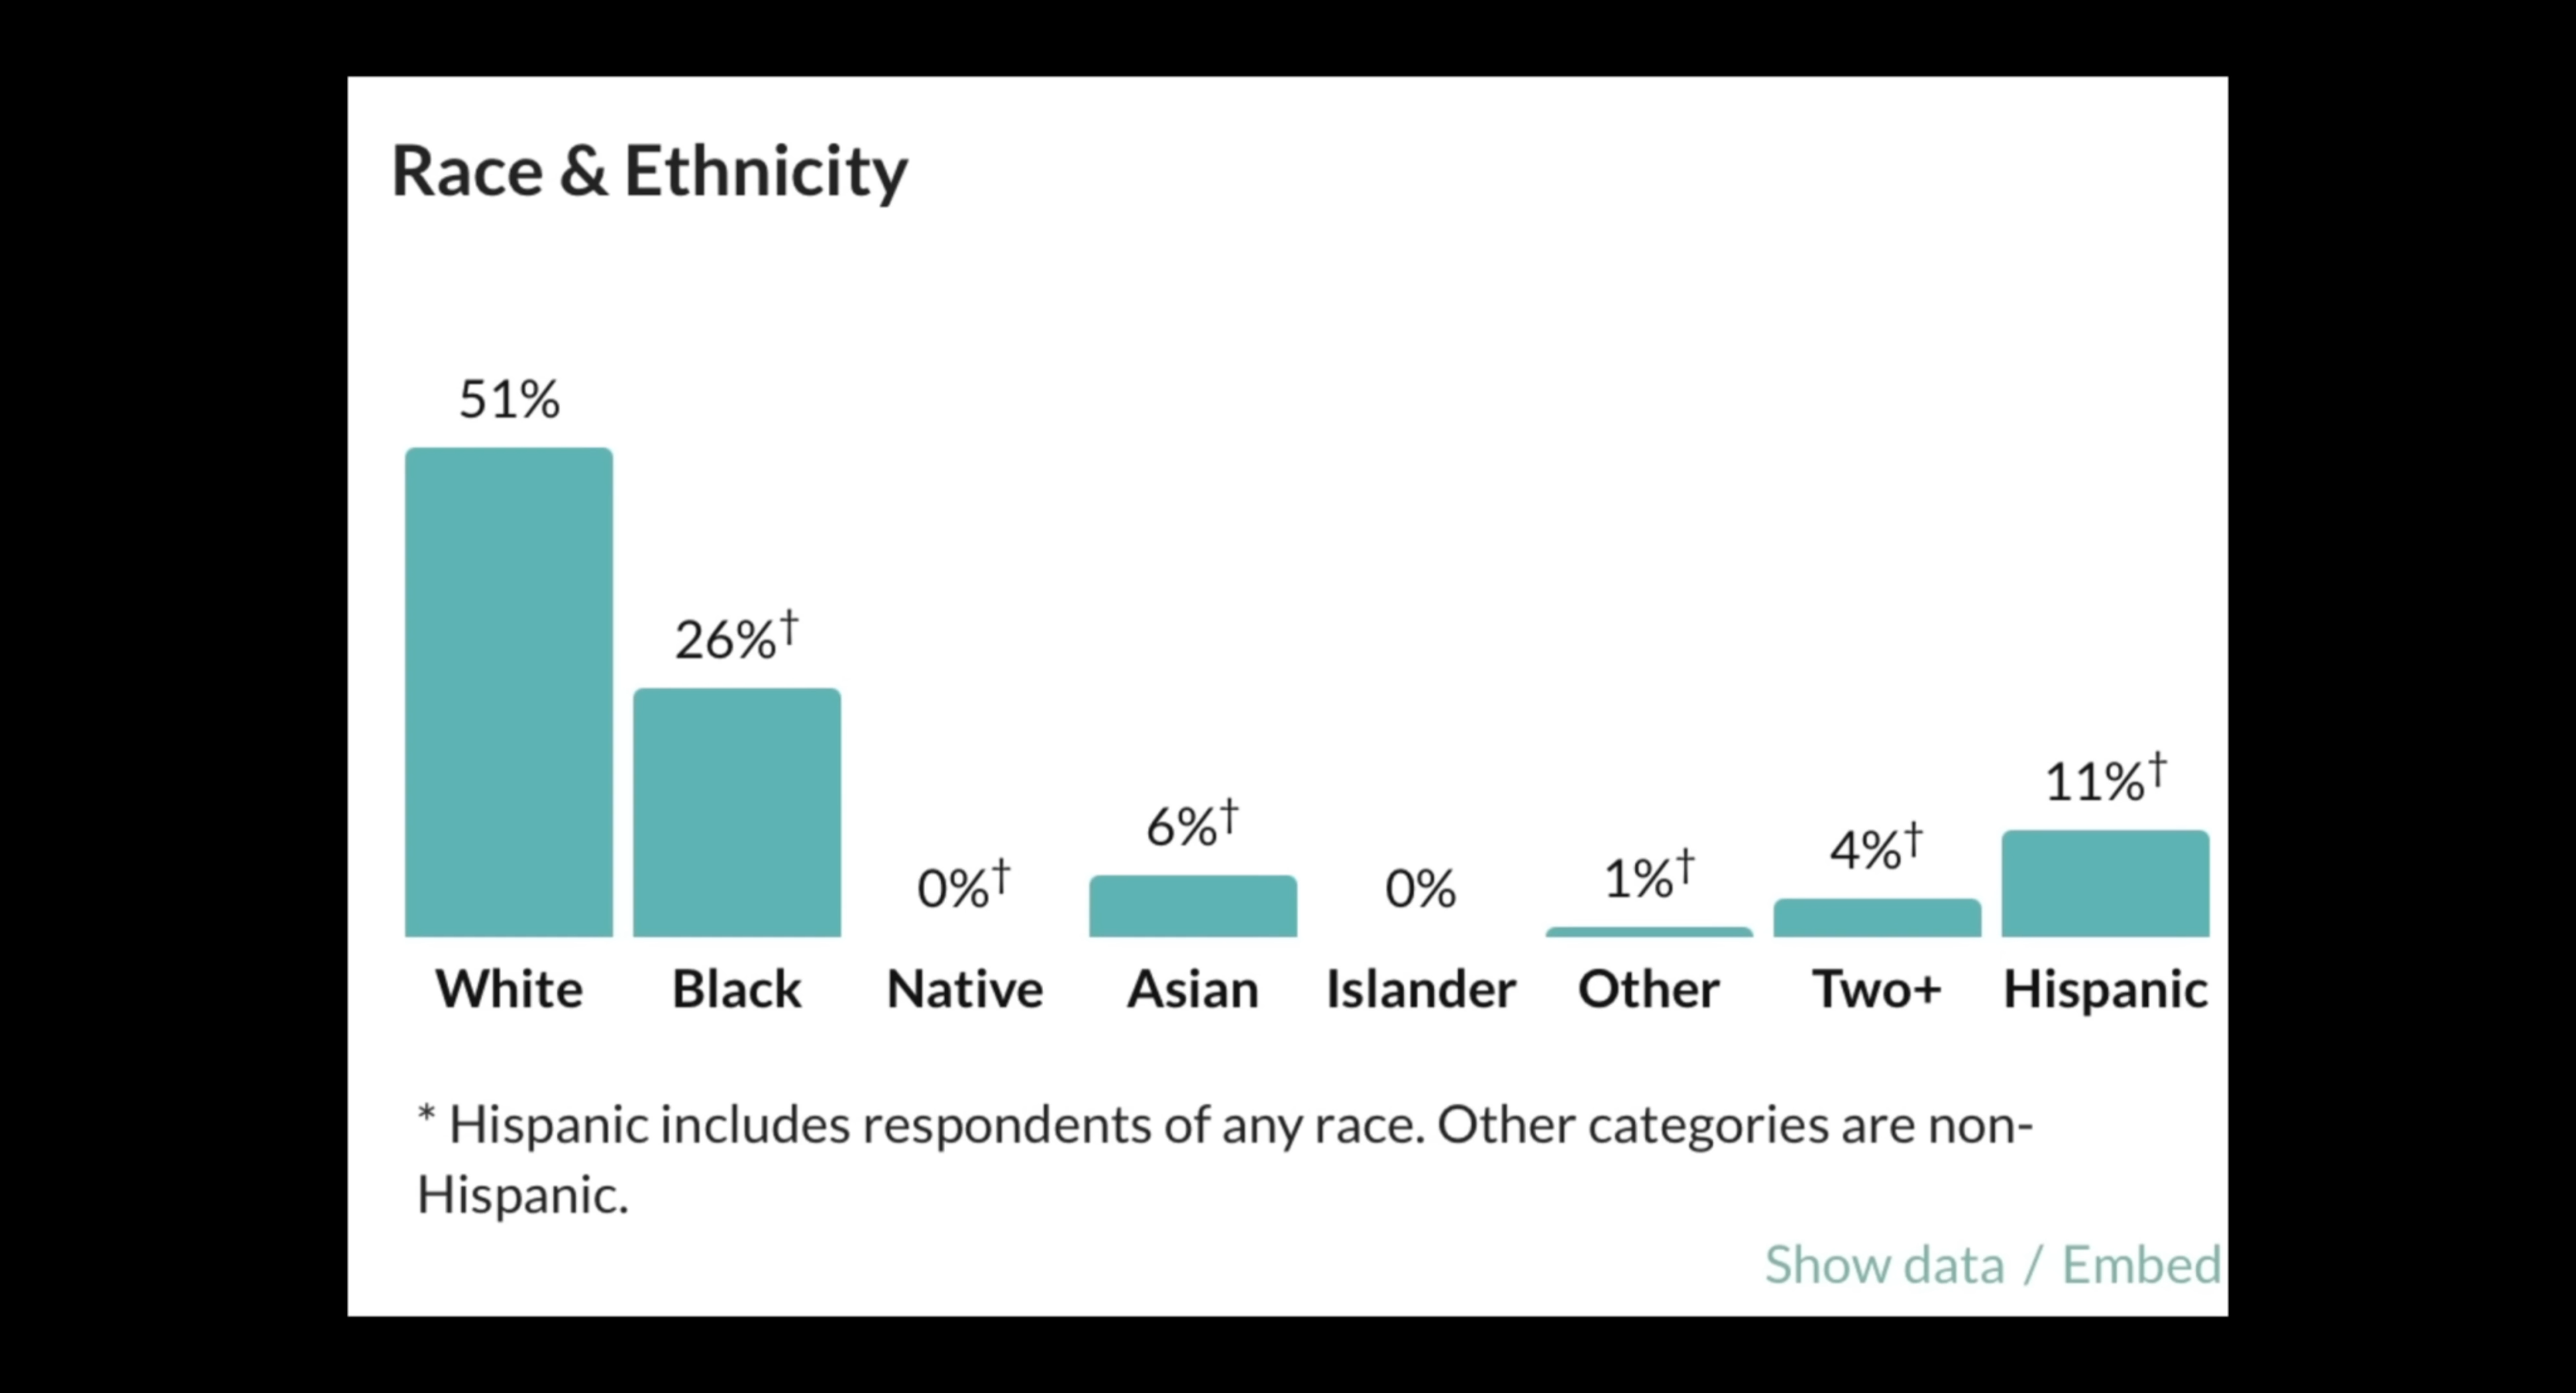 Race & Ethnicity
51%
26%†
0%†
6%†
0%
1%†
4%†
11%†
White
Black
Native
Asian
Islander
Other
Two+
Hispanic
* Hispanic includes respondents of any race. Other categories are non-
Hispanic.
Show data / Embed